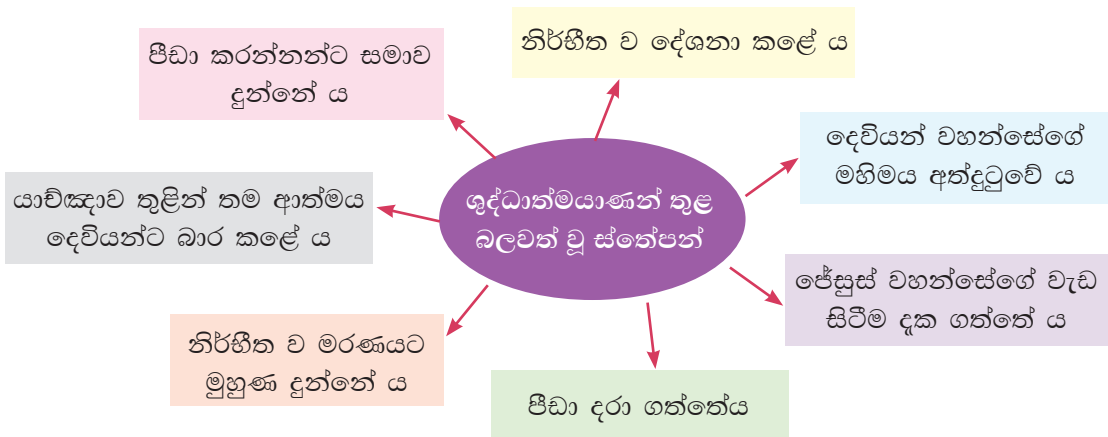 නිර්භීත ව දේශනා කළේ ය
පීඩා කරන්නන්ට සමාව
දුන්නේ ය
දෙවියන් වහන්සේගේ
මහිමය අත්දුටුවේ ය
යාච්ඤාව තුළින් තම ආත්මය
දෙවියන්ට බාර කළේ ය
ශුද්ධාත්මයාණන් තුළ
බලවත් වූ ස්තේපන්
ජේසුස් වහන්සේගේ වැඩ
සිටීම දැක ගත්තේ ය
නිර්භීත ව මරණයට
මුහුණ දුන්නේ ය
පීඩා දරා ගත්තේය